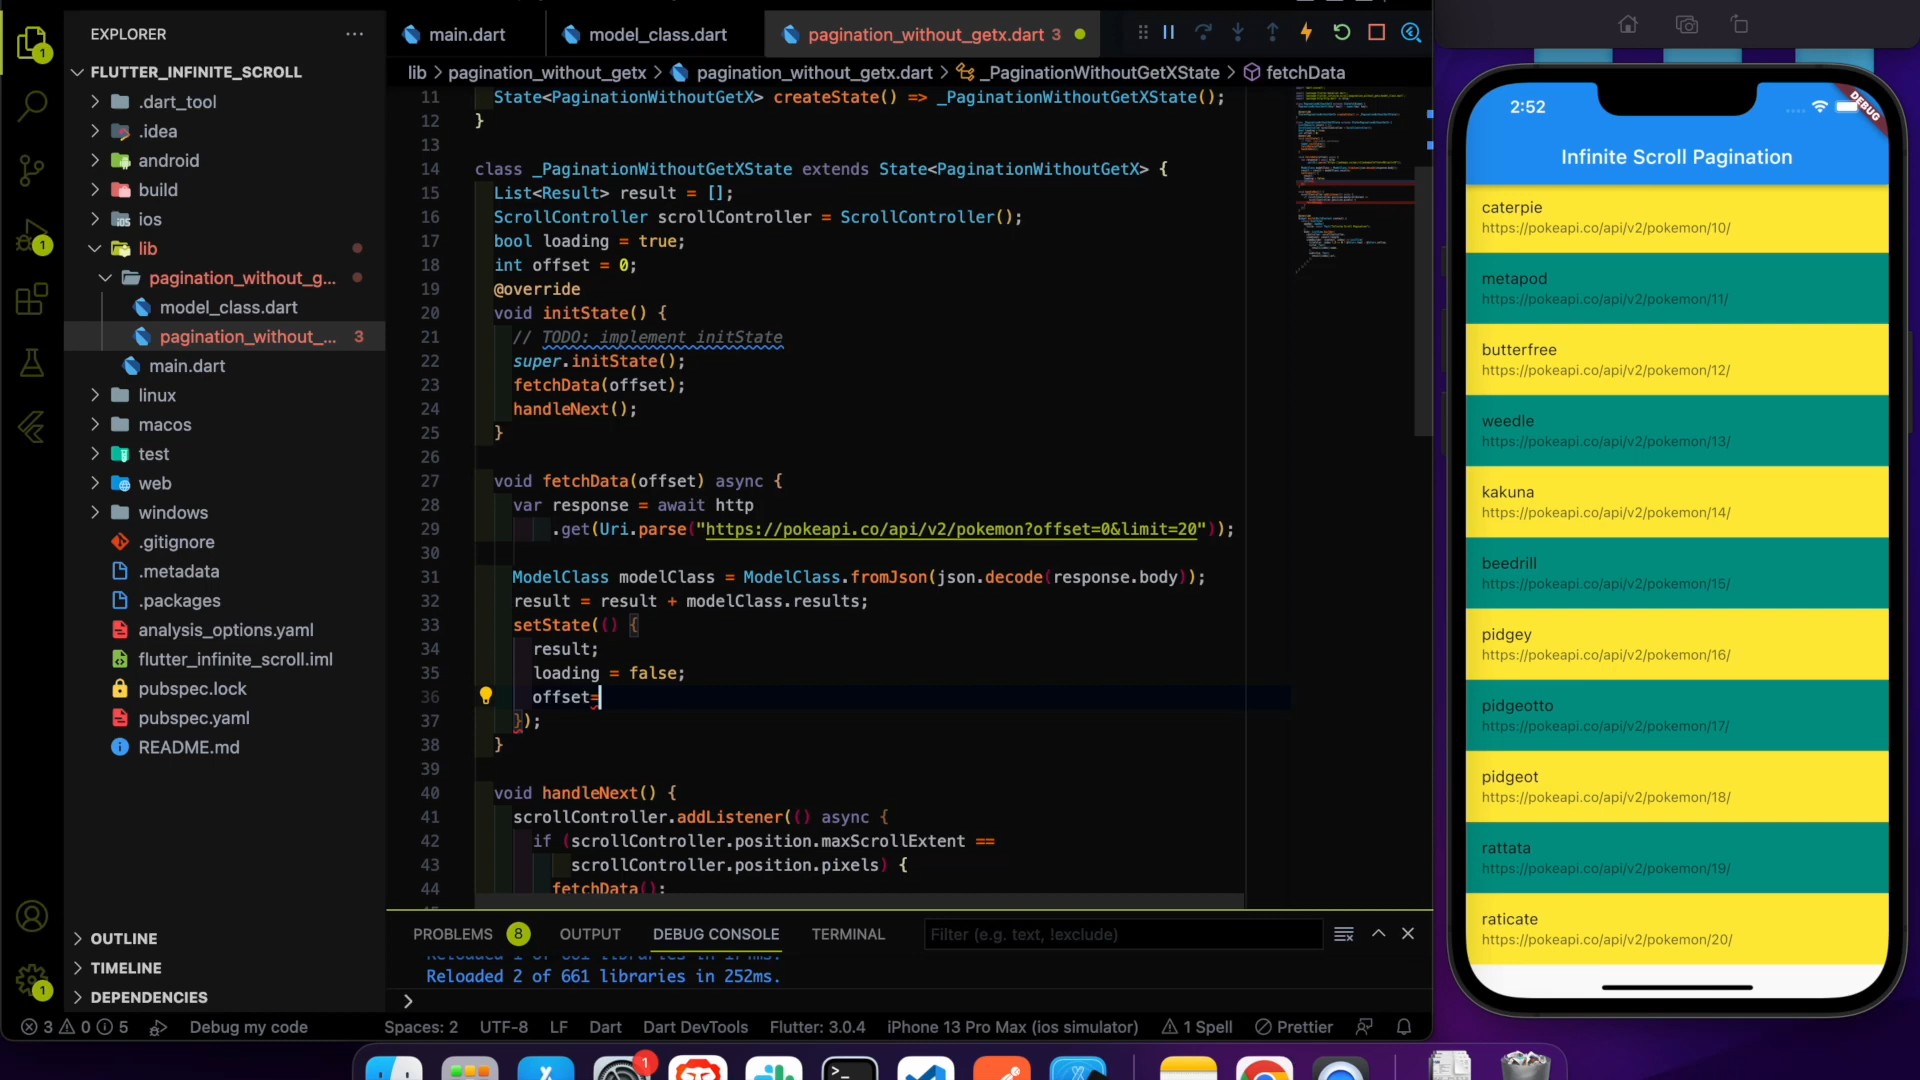 EXPLORER
FLUTTER_INFINITE_SCROLL
.dart_tool
.idea
android
build
ios
lib
pagination_without_g...
model_class.dart
pagination_without_... 3
main.dart
linux
macos
test
web
windows
.gitignore
.metadata
.packages
analysis_options.yaml
flutter_infinite_scroll.iml
pubspec.lock
pubspec.yaml
README.md
OUTLINE
TIMELINE
DEPENDENCIES
1
1
1
main.dart
model_class.dart
pagination_without_getx.dart 3
lib > pagination_without_getx > pagination_without_getx.dart > _PaginationWithoutGetXState > fetchData
11 State<PaginationWithoutGetX> createState() => _PaginationWithoutGetXState();
12 }
13
14 class _PaginationWithoutGetXState extends State<PaginationWithoutGetX> {
15 List<Result> result = [];
16 ScrollController scrollController = ScrollController();
17 bool loading = true;
18 int offset = 0;
19 @override
20 void initState() {
21 // TODO: implement initState
22 super.initState();
23 fetchData(offset);
24 handleNext();
25 }
26
27 void fetchData(offset) async {
28 var response = await http
29 .get(Uri.parse("https://pokeapi.co/api/v2/pokemon?offset=0&limit=20"));
30
31 ModelClass modelClass = ModelClass.fromJson(json.decode(response.body));
32 result = result + modelClass.results;
33 setState(() {
34 result;
35 loading = false;
36 offset=
37 });
38 }
39
40 void handleNext() {
41 scrollController.addListener(() async {
42 if (scrollController.position.maxScrollExtent ==
43 scrollController.position.pixels) {
44 fetchData();
PROBLEMS 8 OUTPUT DEBUG CONSOLE TERMINAL Filter (e.g. text, !exclude)
Reloaded 2 of 661 libraries in 252ms.
>
3 0 5 Debug my code Spaces: 2 UTF-8 LF Dart Dart DevTools Flutter: 3.0.4 iPhone 13 Pro Max (ios simulator) 1 Spell Prettier
1
2:52
DEBUG
Infinite Scroll Pagination
caterpie
https://pokeapi.co/api/v2/pokemon/10/
metapod
https://pokeapi.co/api/v2/pokemon/11/
butterfree
https://pokeapi.co/api/v2/pokemon/12/
weedle
https://pokeapi.co/api/v2/pokemon/13/
kakuna
https://pokeapi.co/api/v2/pokemon/14/
beedrill
https://pokeapi.co/api/v2/pokemon/15/
pidgey
https://pokeapi.co/api/v2/pokemon/16/
pidgeotto
https://pokeapi.co/api/v2/pokemon/17/
pidgeot
https://pokeapi.co/api/v2/pokemon/18/
rattata
https://pokeapi.co/api/v2/pokemon/19/
raticate
https://pokeapi.co/api/v2/pokemon/20/